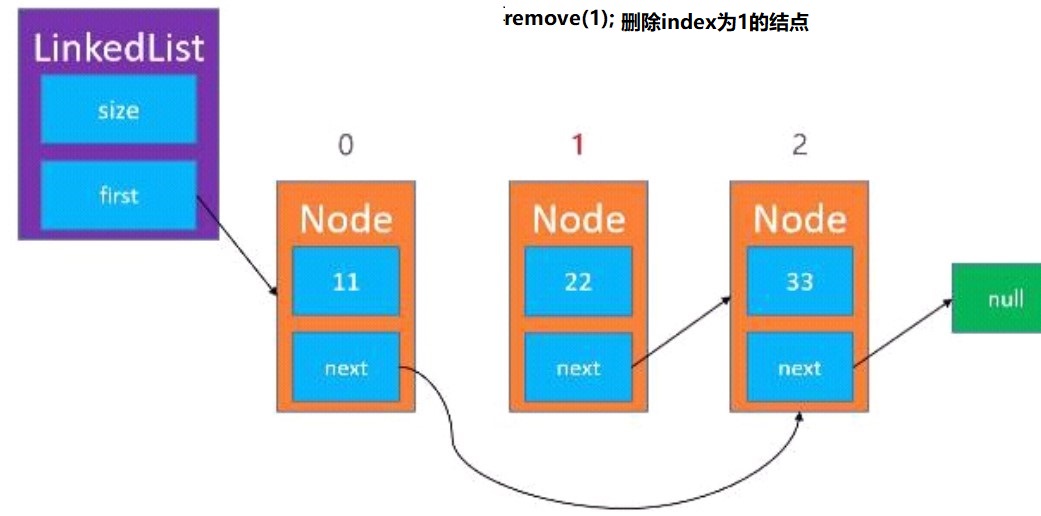 remove(1); 删除index为1的结点
LinkedList
size
first
0
1
2
Node
11
next
Node
22
next
Node
33
next
null